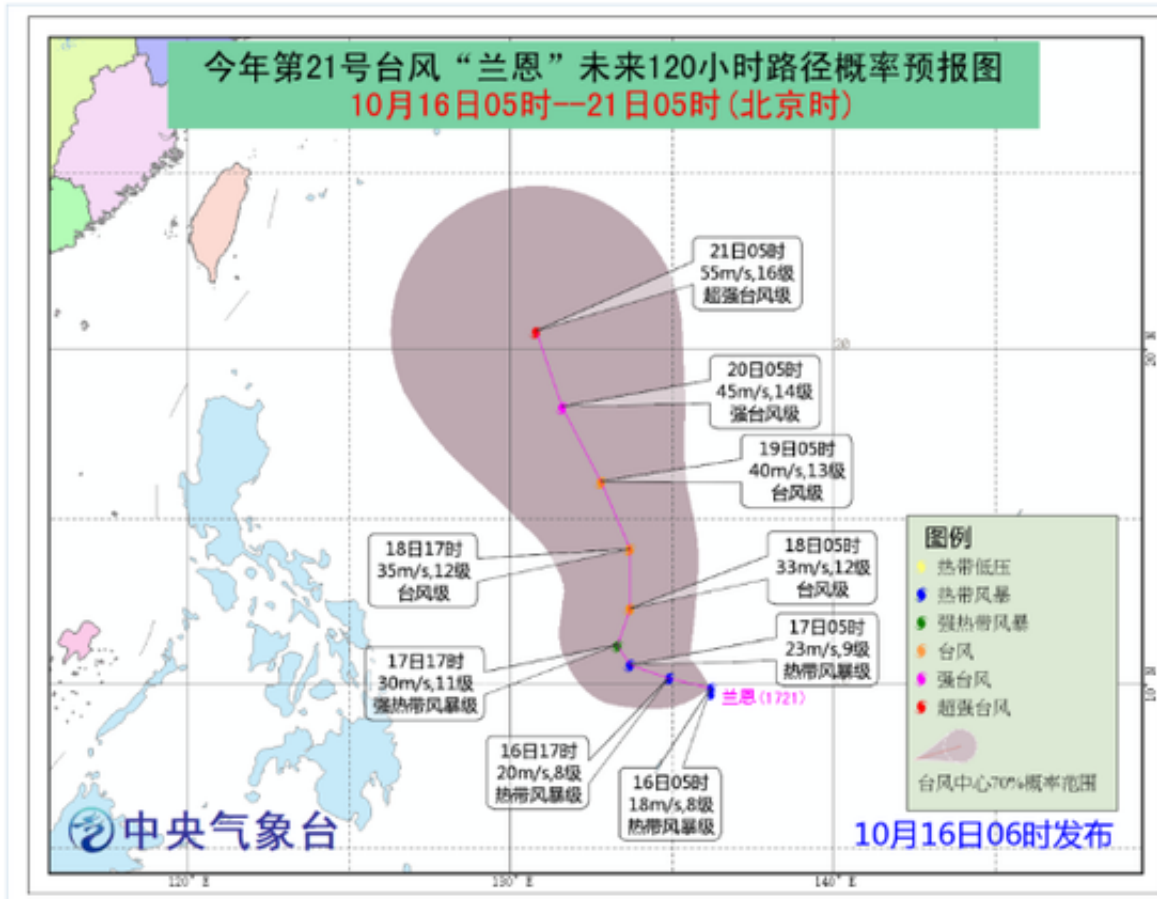 今年第21号台风“兰恩”未来120小时路径概率预报图
10月16日05时--21日05时(北京时)
21日05时
55m/s,16级
超强台风级
20
20° N
20日05时
45m/s,14级
强台风级
19日05时
40m/s,13级
台风级
18日17时
35m/s,12级
台风级
18日05时
33m/s,12级
台风级
17日05时
23m/s,9级
热带风暴级
17日17时
30m/s,11级
强热带风暴级
兰恩(1721)
10° N
16日17时
20m/s,8级
热带风暴级
16日05时
18m/s,8级
热带风暴级
图例
热带低压
热带风暴
强热带风暴
台风
强台风
超强台风
台风中心70%概率范围
中央气象台
10月16日06时发布
120° E
130° E
140° E